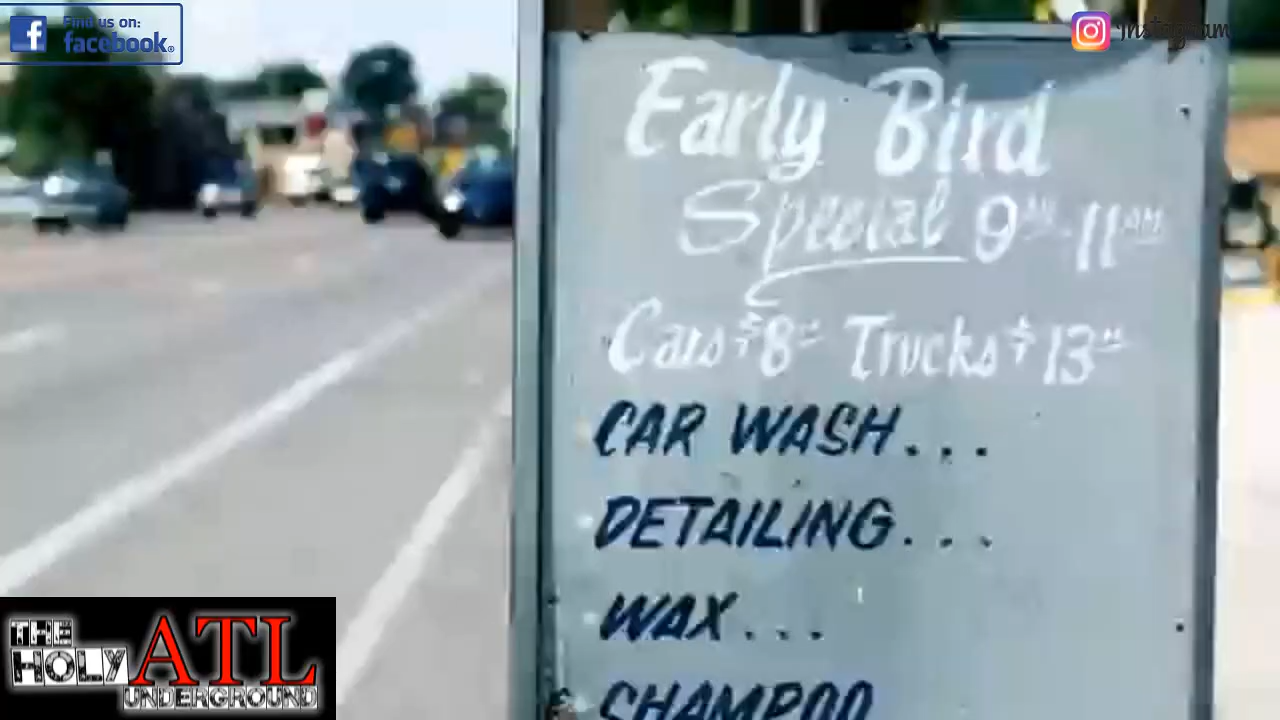 Find us on:
facebook.
Instagram
Early Bird
Special 9AM-11AM
Cars $8 Trucks $13
CAR WASH...
DETAILING...
WAX...
SHAMPOO
THE
HOLY ATL
UNDERGROUND